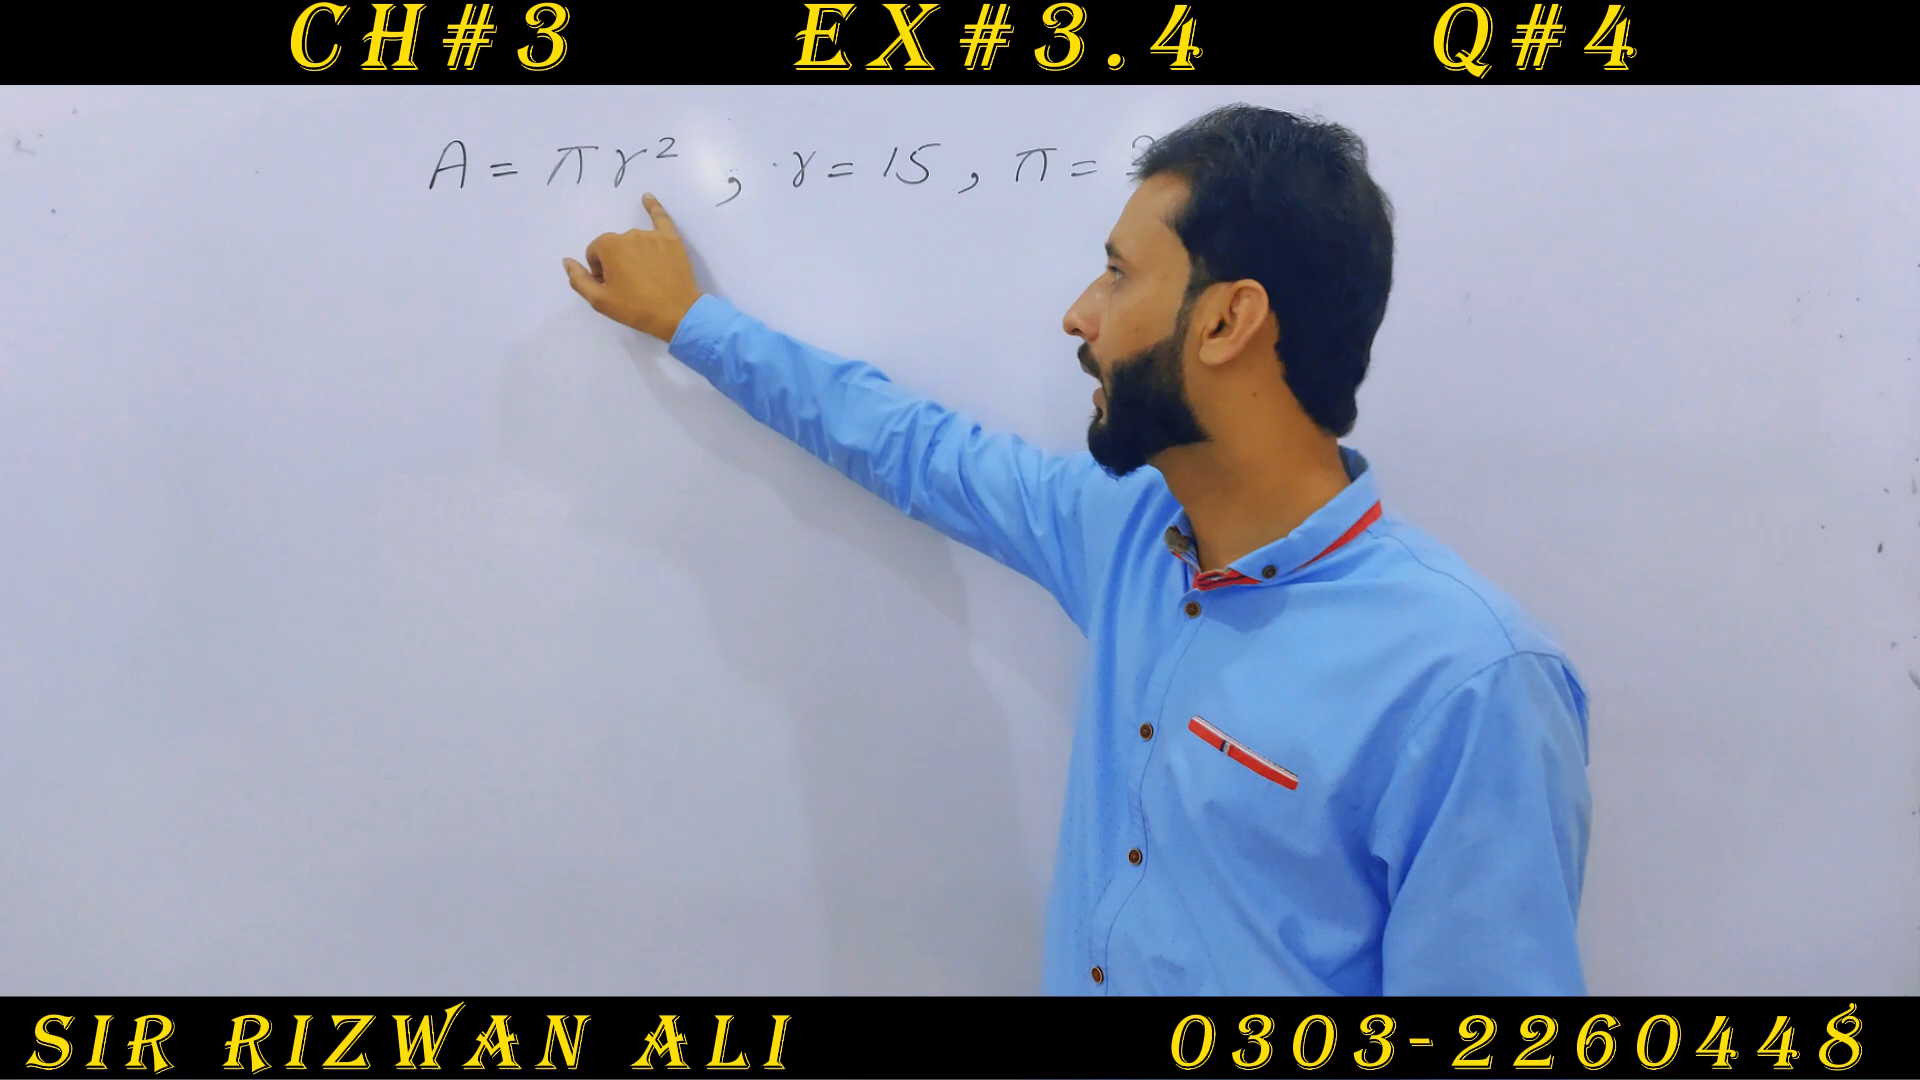 CH#3 EX#3.4 Q#4
A = πr² , r = 15 , π =
SIR RIZWAN ALI 0303-2260448